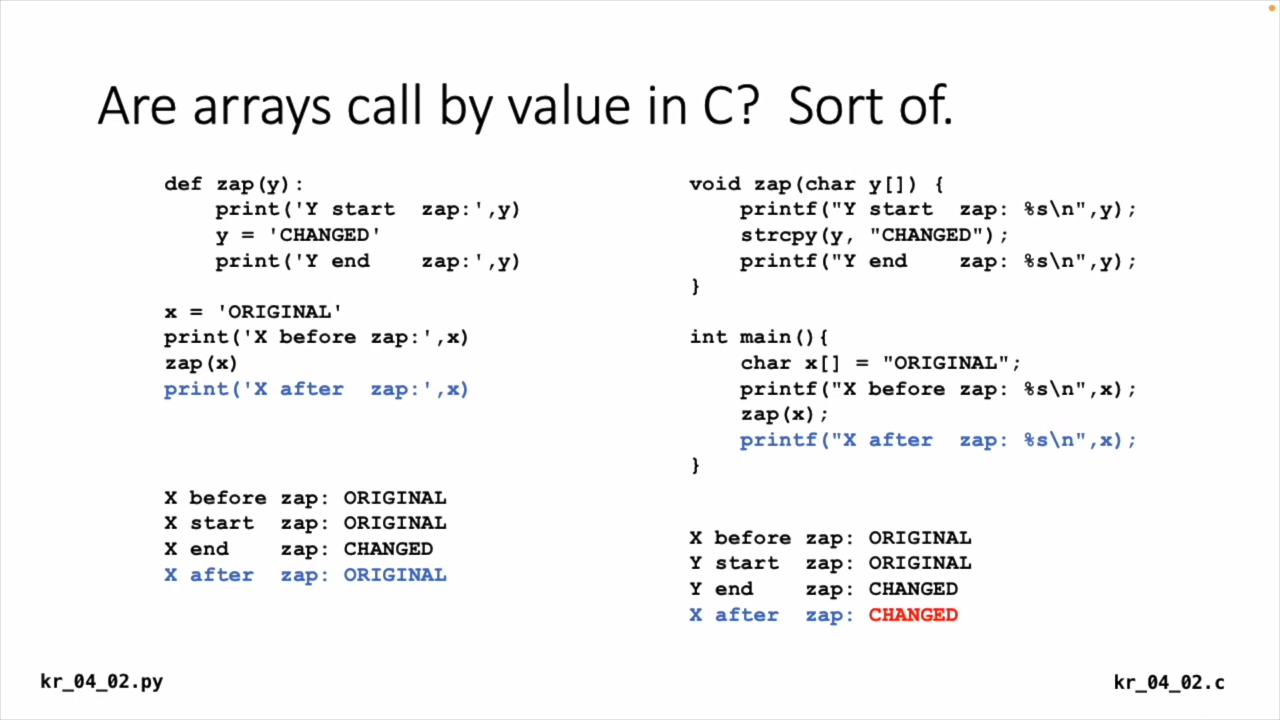 Are arrays call by value in C?  Sort of.
def zap(y):
    print('Y start  zap:',y)
    y = 'CHANGED'
    print('Y end    zap:',y)
x = 'ORIGINAL'
print('X before zap:',x)
zap(x)
print('X after  zap:',x)
X before zap: ORIGINAL
X start  zap: ORIGINAL
X end    zap: CHANGED
X after  zap: ORIGINAL
kr_04_02.py
void zap(char y[]) {
    printf("Y start  zap: %s\n",y);
    strcpy(y, "CHANGED");
    printf("Y end    zap: %s\n",y);
}
int main(){
    char x[] = "ORIGINAL";
    printf("X before zap: %s\n",x);
    zap(x);
    printf("X after  zap: %s\n",x);
}
X before zap: ORIGINAL
Y start  zap: ORIGINAL
Y end    zap: CHANGED
X after  zap: CHANGED
kr_04_02.c